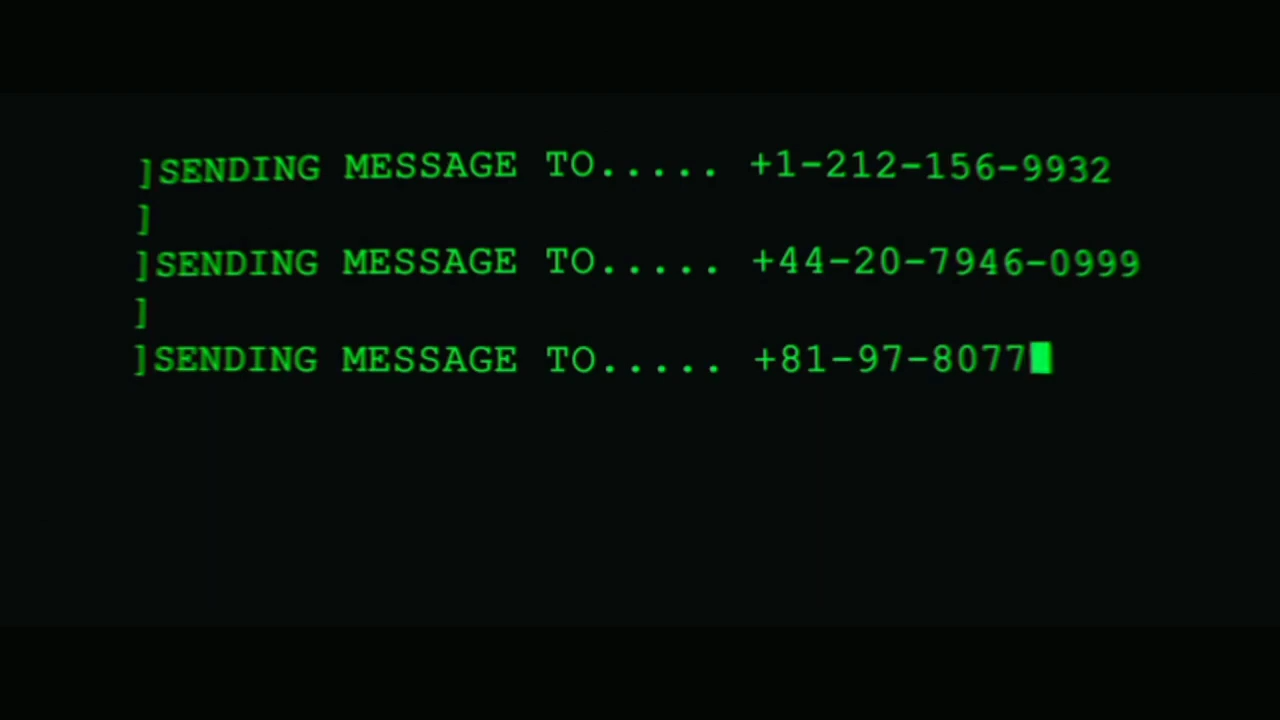 ]SENDING MESSAGE TO..... +1-212-156-9932
]
]SENDING MESSAGE TO..... +44-20-7946-0999
]
]SENDING MESSAGE TO..... +81-97-8077